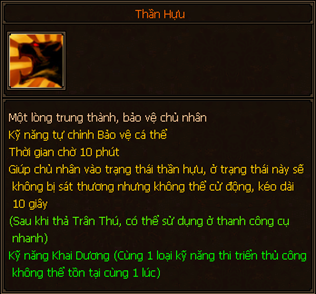 Thần Hựu
Một lòng trung thành, bảo vệ chủ nhân
Kỹ năng tự chỉnh Bảo vệ cá thể
Thời gian chờ 10 phút
Giúp chủ nhân vào trạng thái thần hựu, ở trạng thái này sẽ
không bị sát thương nhưng không thể cử động, kéo dài
10 giây
(Sau khi thả Trân Thú, có thể sử dụng ở thanh công cụ
nhanh)
Kỹ năng Khai Dương (Cùng 1 loại kỹ năng thi triển thủ công
không thể tồn tại cùng 1 lúc)